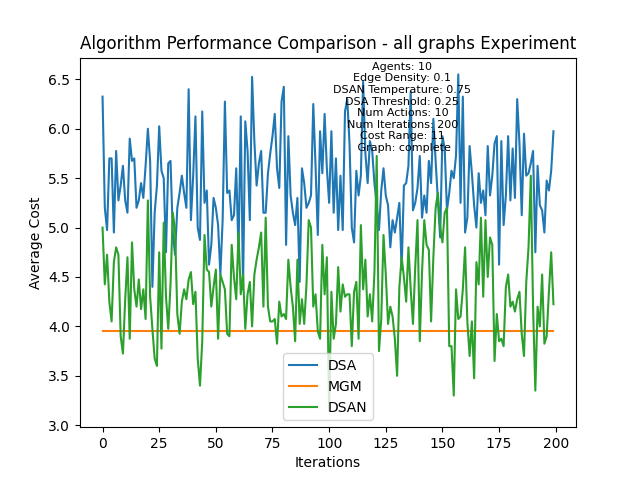 Algorithm Performance Comparison - all graphs Experiment
Agents: 10
Edge Density: 0.1
DSAN Temperature: 0.75
DSA Threshold: 0.25
Num Actions: 10
Num Iterations: 200
Cost Range: 11
Graph: complete
Average Cost
6.5
6.0
5.5
5.0
4.5
4.0
3.5
3.0
DSA
MGM
DSAN
0
25
50
75
100
125
150
175
200
Iterations